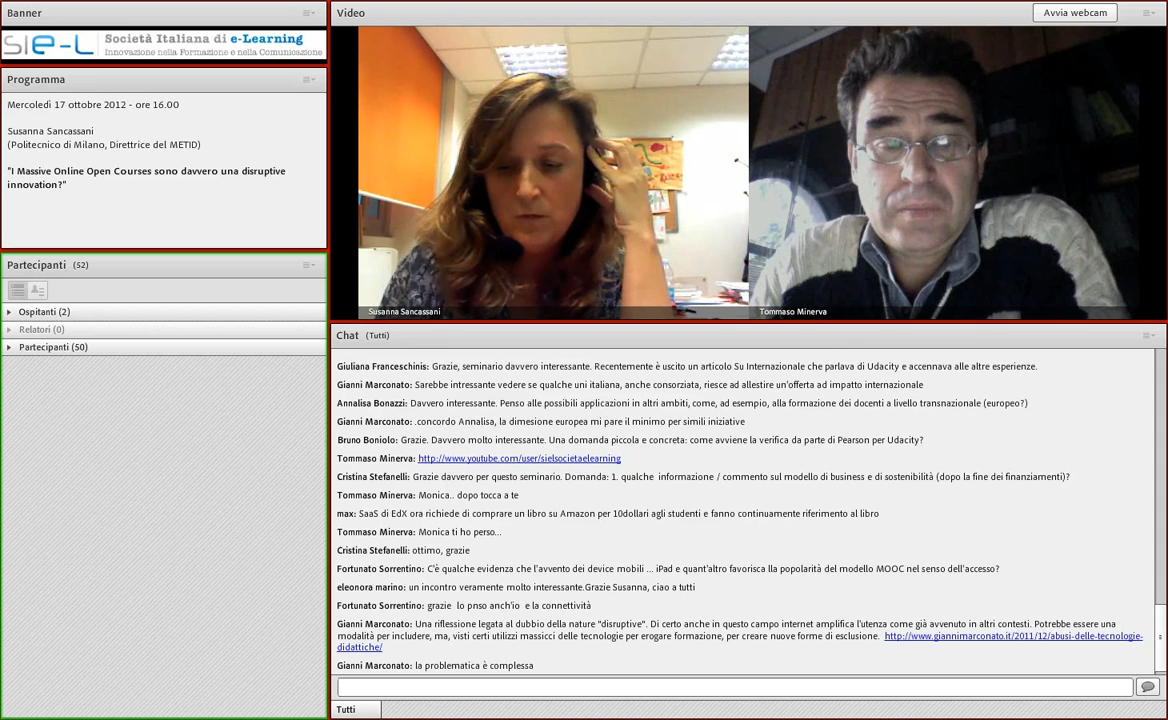 Banner
sie-L Società Italiana di e-Learning
Innovazione nella Formazione e nella Comunicazione
Programma
Mercoledì 17 ottobre 2012 - ore 16.00
Susanna Sancassani
(Politecnico di Milano, Direttrice del METID)
"I Massive Online Open Courses sono davvero una disruptive
innovation?"
Partecipanti (52)
Ospitanti (2)
Relatori (0)
Partecipanti (50)
Video
Avvia webcam
Susanna Sancassani
Tommaso Minerva
Chat (Tutti)
Giuliana Franceschinis: Grazie, seminario davvero interessante. Recentemente è uscito un articolo Su Internazionale che parlava di Udacity e accennava alle altre esperienze.
Gianni Marconato: Sarebbe intressante vedere se qualche uni italiana, anche consorziata, riesce ad allestire un'offerta ad impatto internazionale
Annalisa Bonazzi: Davvero interessante. Penso alle possibili applicazioni in altri ambiti, come, ad esempio, alla formazione dei docenti a livello transnazionale (europeo?)
Gianni Marconato: .concordo Annalisa, la dimesione europea mi pare il minimo per simili iniziative
Bruno Boniolo: Grazie. Davvero molto interessante. Una domanda piccola e concreta: come avviene la verifica da parte di Pearson per Udacity?
Tommaso Minerva: http://www.youtube.com/user/sielsocietaelearning
Cristina Stefanelli: Grazie davvero per questo seminario. Domanda: 1. qualche informazione / commento sul modello di business e di sostenibilità (dopo la fine dei finanziamenti)?
Tommaso Minerva: Monica.. dopo tocca a te
max: SaaS di EdX ora richiede di comprare un libro su Amazon per 10dollari agli studenti e fanno continuamente riferimento al libro
Tommaso Minerva: Monica ti ho perso...
Cristina Stefanelli: ottimo, grazie
Fortunato Sorrentino: C'è qualche evidenza che l'avvento dei device mobili ... iPad e quant'altro favorisca lla popolarità del modello MOOC nel senso dell'accesso?
eleonora marino: un incontro veramente molto interessante.Grazie Susanna, ciao a tutti
Fortunato Sorrentino: grazie lo pnso anch'io e la connettività
Gianni Marconato: Una riflessione legata al dubbio della nature "disruptive". Di certo anche in questo campo internet amplifica l'utenza come già avvenuto in altri contesti. Potrebbe essere una
modalità per includere, ma, visti certi utilizzi massicci delle tecnologie per erogare formazione, per creare nuove forme di esclusione. http://www.giannimarconato.it/2011/12/abusi-delle-tecnologie-
didattiche/
Gianni Marconato: la problematica è complessa
Tutti